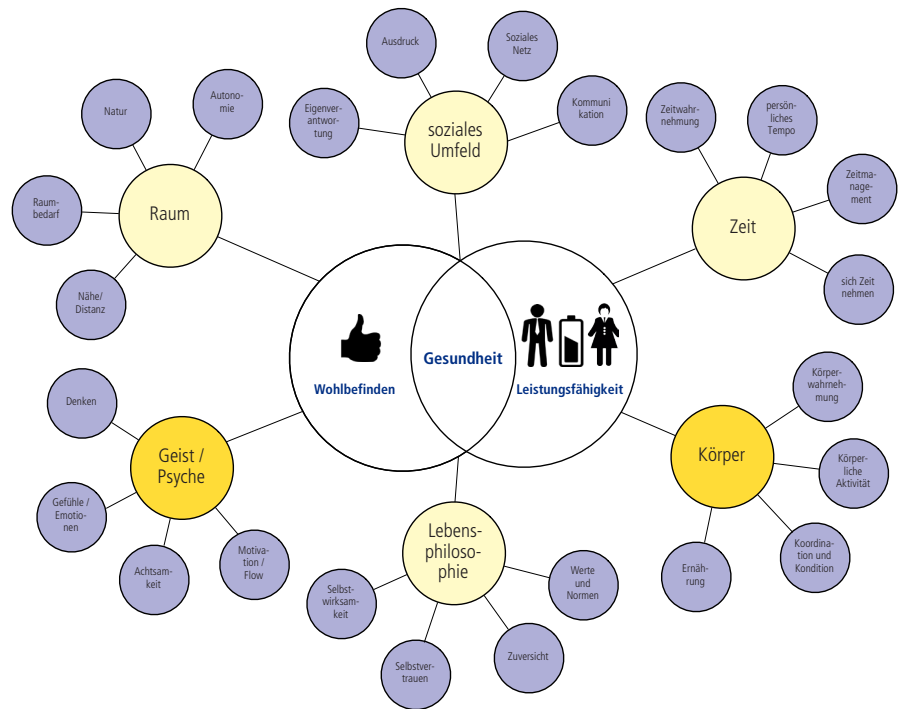 Ausdruck
Soziales
Netz
Eigenver-
antwor-
tung
Kommuni
kation
soziales
Umfeld
Natur
Autono-
mie
Raum-
bedarf
Nähe/
Distanz
Raum
Zeitwahr-
nehmung
persön-
liches
Tempo
Zeitma-
nage-
ment
sich Zeit
nehmen
Zeit
Wohlbefinden
Gesundheit
Leistungsfähigkeit
Denken
Gefühle /
Emotio-
nen
Achtsam-
keit
Motiva-
tion /
Flow
Geist /
Psyche
Lebens-
philoso-
phie
Selbst-
wirksam-
keit
Selbstver-
trauen
Zuversicht
Werte
und
Normen
Körper
Körper-
wahrneh-
mung
Körper-
liche
Aktivität
Koordina-
tion und
Kondition
Ernäh-
rung